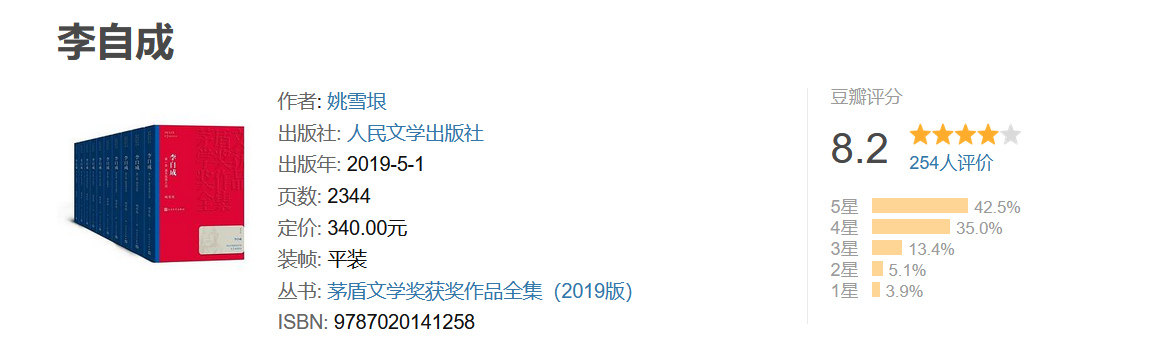 李自成
作者: 姚雪垠
出版社: 人民文学出版社
出版年: 2019-5-1
页数: 2344
定价: 340.00元
装帧: 平装
丛书: 茅盾文学奖获奖作品全集（2019版）
ISBN: 9787020141258
豆瓣评分
8.2
254人评价
5星 42.5%
4星 35.0%
3星 13.4%
2星 5.1%
1星 3.9%
李自成